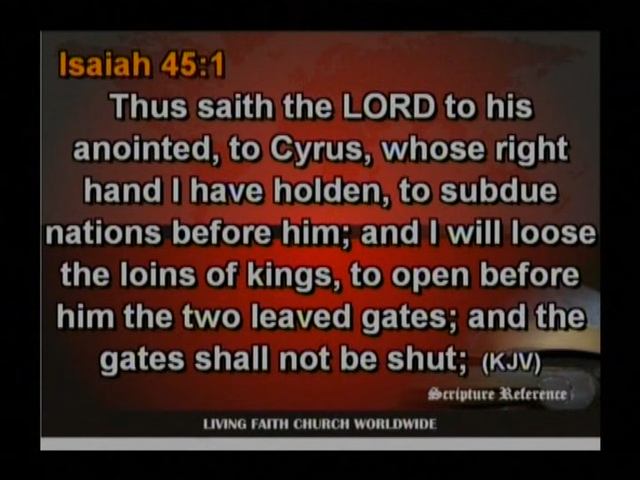 Isaiah 45:1
Thus saith the LORD to his
anointed, to Cyrus, whose right
hand I have holden, to subdue
nations before him; and I will loose
the loins of kings, to open before
him the two leaved gates; and the
gates shall not be shut; (KJV)
Scripture Reference
LIVING FAITH CHURCH WORLDWIDE